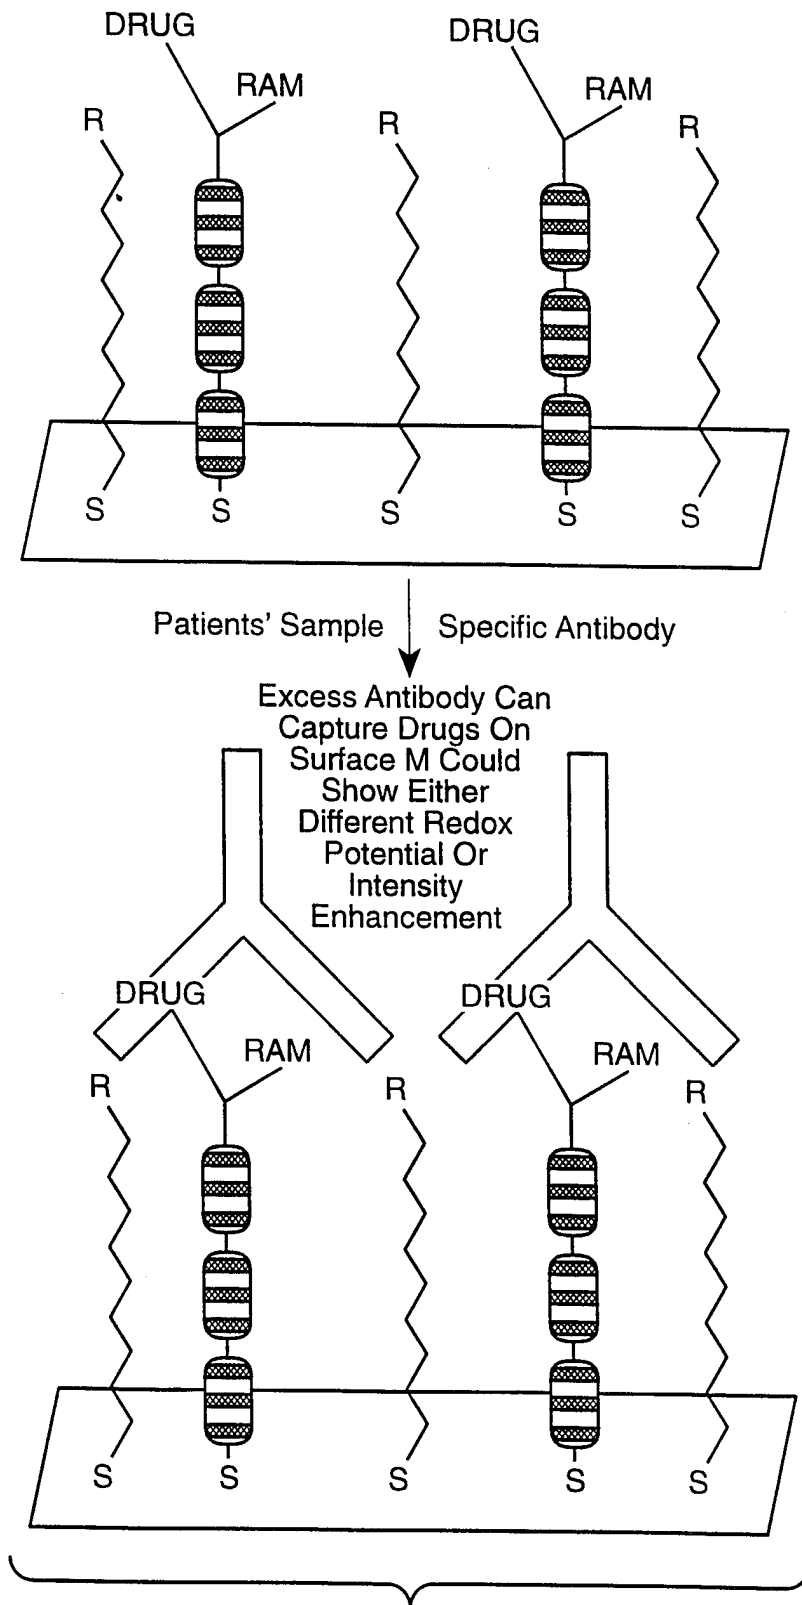 DRUG
DRUG
RAM
RAM
R
R
R
S
S
S
S
S
Patients' Sample
Specific Antibody
Excess Antibody Can
Capture Drugs On
Surface M Could
Show Either
Different Redox
Potential Or
Intensity
Enhancement
DRUG
DRUG
RAM
RAM
R
R
R
S
S
S
S
S